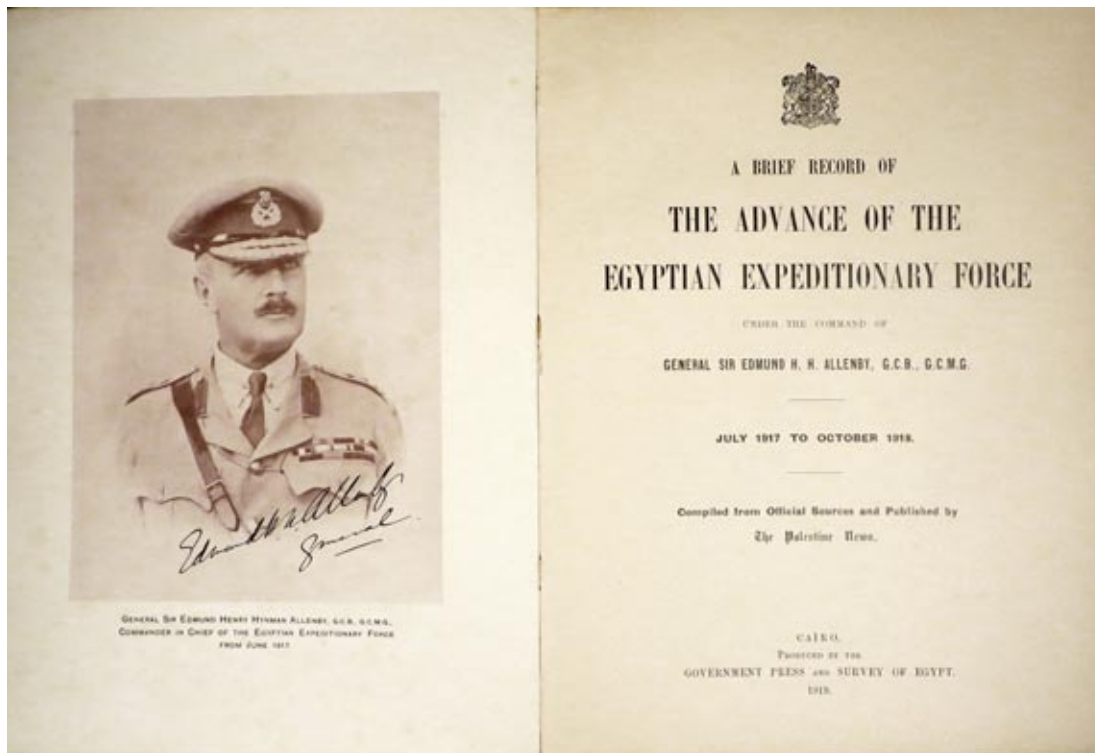 Edmund H. H. Allenby
General
GENERAL SIR EDMUND HENRY HYNMAN ALLENBY, G.C.B. G.C.M.G.,
COMMANDER IN CHIEF OF THE EGYPTIAN EXPEDITIONARY FORCE
FROM JUNE 1917
A BRIEF RECORD OF
THE ADVANCE OF THE
EGYPTIAN EXPEDITIONARY FORCE
UNDER THE COMMAND OF
GENERAL SIR EDMUND H. H. ALLENBY, G.C.B., G.C.M.G.
JULY 1917 TO OCTOBER 1918.
Compiled from Official Sources and Published by
The Palestine News.
CAIRO.
PRODUCED BY THE
GOVERNMENT PRESS AND SURVEY OF EGYPT.
1919.